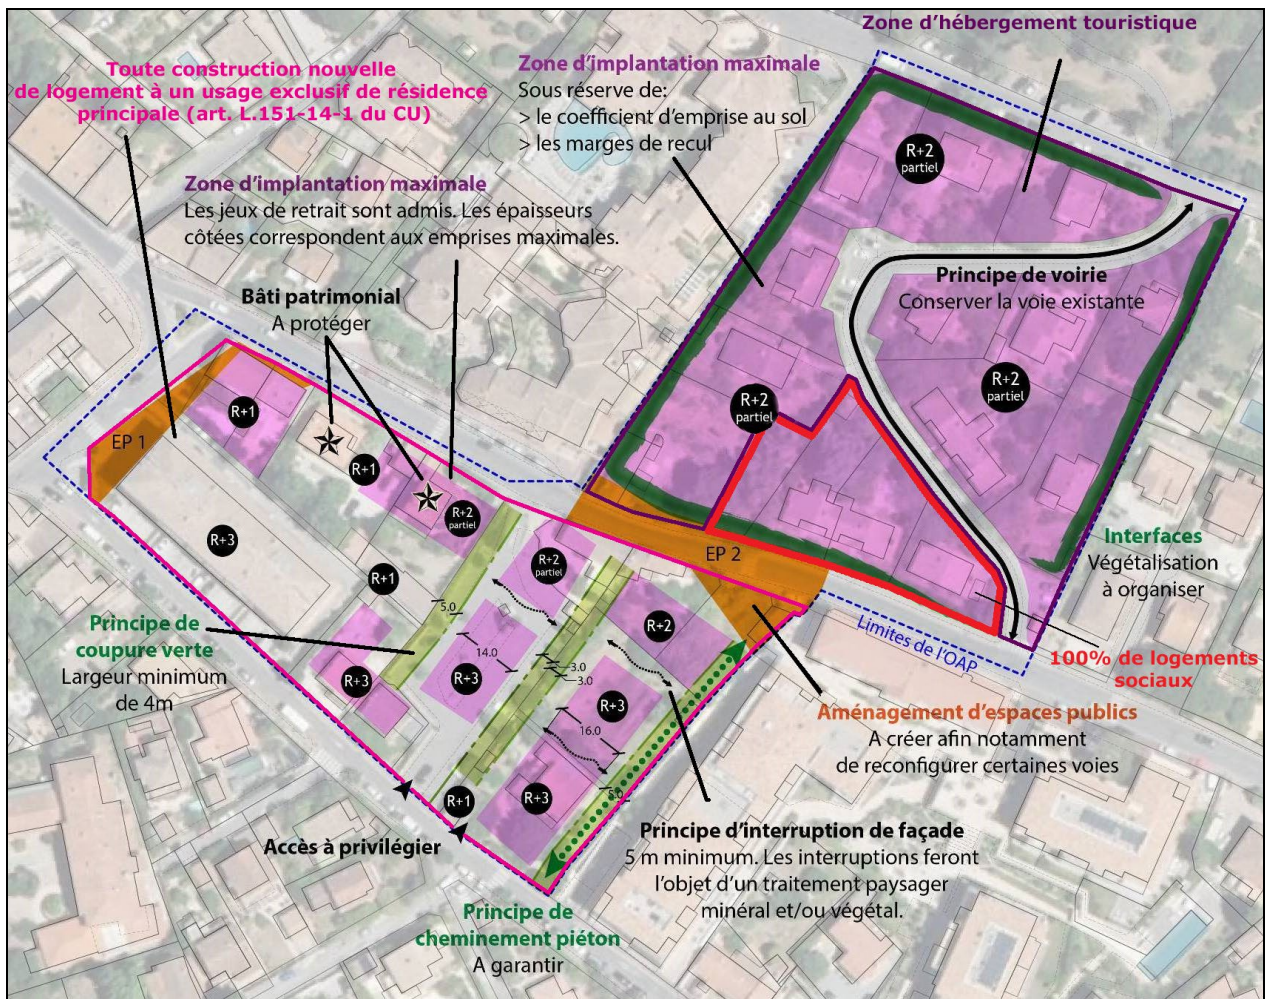 Zone d'hébergement touristique
Toute construction nouvelle
de logement à un usage exclusif de résidence
principale (art. L.151-14-1 du CU)
Zone d'implantation maximale
Sous réserve de:
> le coefficient d'emprise au sol
> les marges de recul
Zone d'implantation maximale
Les jeux de retrait sont admis. Les épaisseurs
côtées correspondent aux emprises maximales.
R+2
partiel
Bâti patrimonial
A protéger
Principe de voirie
Conserver la voie existante
R+2
partiel
R+2
partiel
R+1
EP 1
R+1
R+2
partiel
R+3
EP 2
R+2
partiel
R+1
Interfaces
Végétalisation
à organiser
5.0
Principe de
coupure verte
Largeur minimum
de 4m
R+2
Limites de l'OAP
14.0
3.0
3.0
R+3
R+3
100% de logements
sociaux
R+3
16.0
Aménagement d'espaces publics
A créer afin notamment
de reconfigurer certaines voies
5.0
R+1
R+3
Accès à privilégier
Principe d'interruption de façade
5 m minimum. Les interruptions feront
l'objet d'un traitement paysager
minéral et/ou végétal.
Principe de
cheminement piéton
A garantir